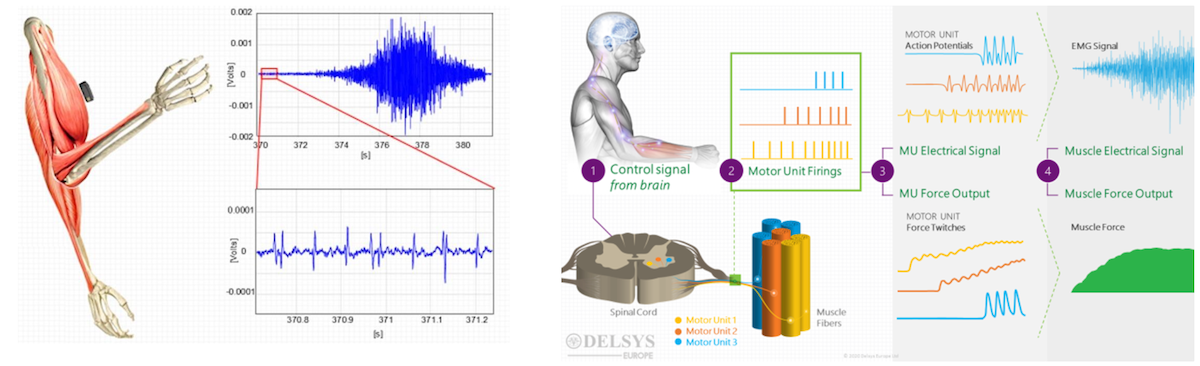 0.002
0.001
0
-0.001
-0.002
[Volts]
370
372
374
376
378
380
[s]
0.0001
0
-0.0001
[Volts]
370.8
370.9
371
371.1
371.2
[s]
1
Control signal
from brain
2
Motor Unit Firings
3
MU Electrical Signal
MU Force Output
MOTOR UNIT
Action Potentials
MOTOR UNIT
Force Twitches
4
EMG Signal
Muscle Electrical Signal
Muscle Force Output
Muscle Force
Spinal Cord
Motor Unit 1
Motor Unit 2
Motor Unit 3
Muscle
Fibers
DELSYS
EUROPE